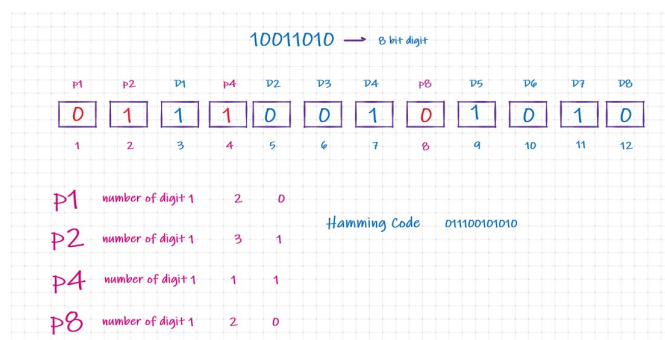 10011010 → 8 bit digit
P1 P2 D1 P4 D2 D3 D4 P8 D5 D6 D7 D8
0 1 1 1 0 0 1 0 1 0 1 0
1 2 3 4 5 6 7 8 9 10 11 12
P1 number of digit 1 2 0
P2 number of digit 1 3 1
Hamming Code 011100101010
P4 number of digit 1 1 1
P8 number of digit 1 2 0